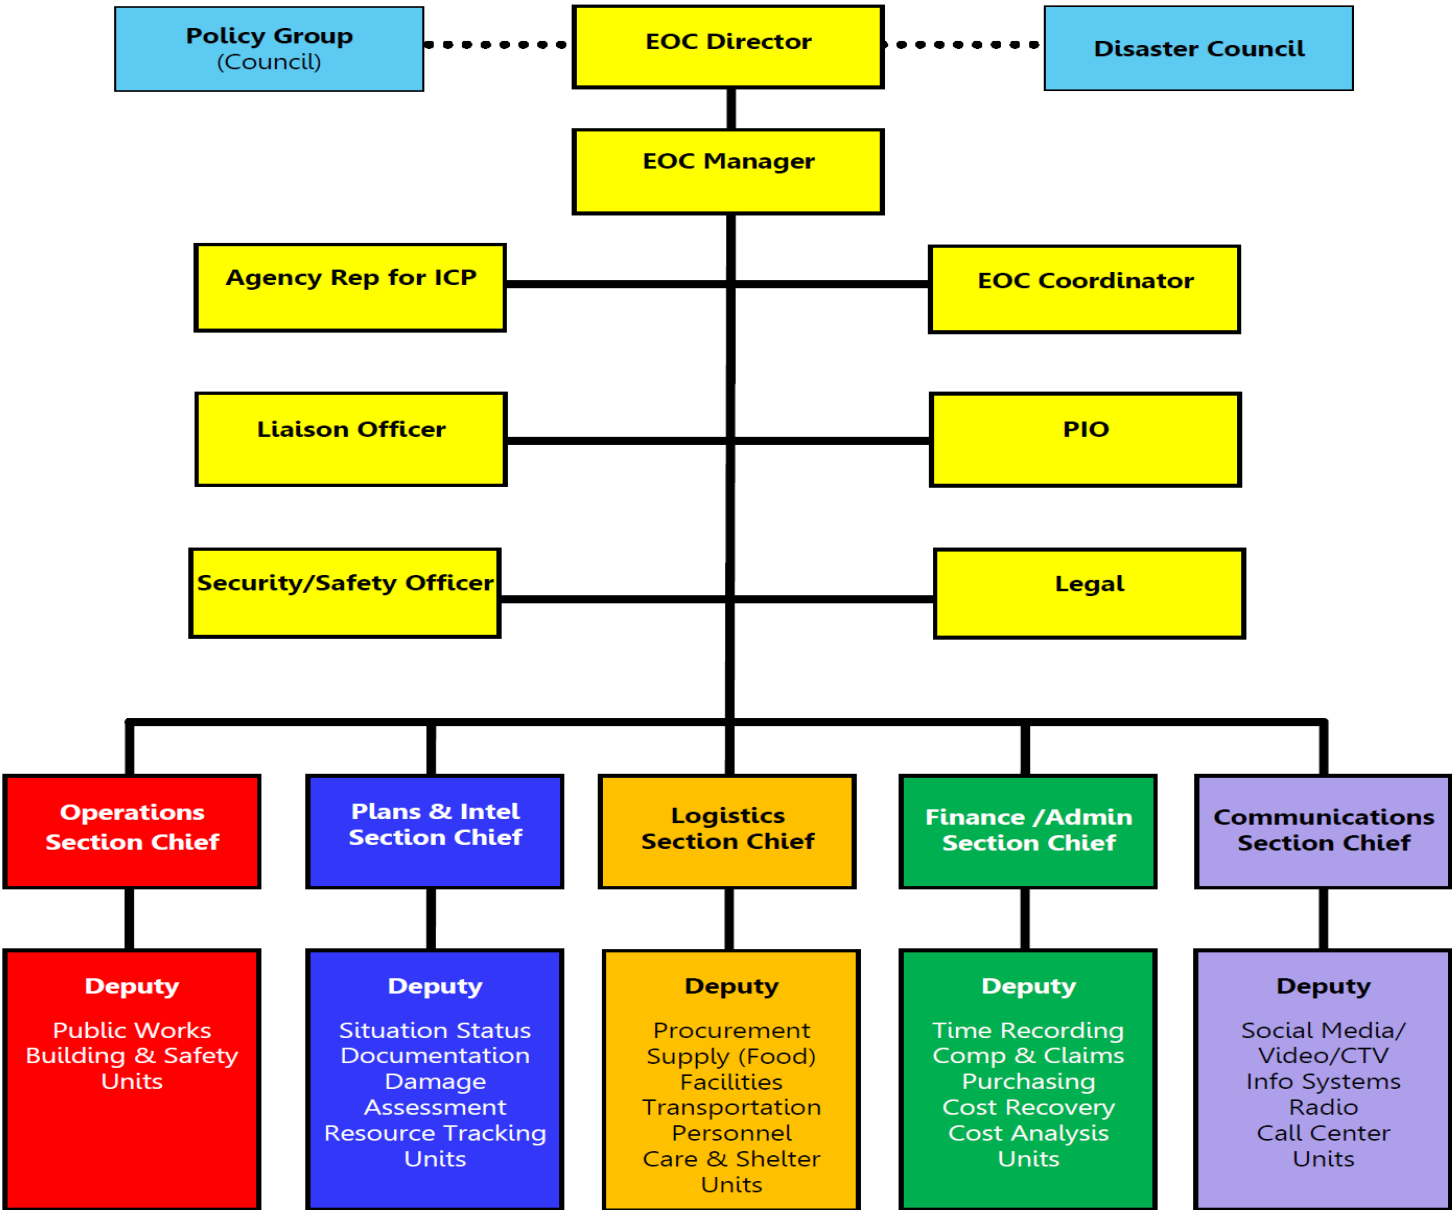 Policy Group
(Council)
EOC Director
Disaster Council
EOC Manager
Agency Rep for ICP
EOC Coordinator
Liaison Officer
PIO
Security/Safety Officer
Legal
Operations
Section Chief
Plans & Intel
Section Chief
Logistics
Section Chief
Finance /Admin
Section Chief
Communications
Section Chief
Deputy
Public Works
Building & Safety
Units
Deputy
Situation Status
Documentation
Damage
Assessment
Resource Tracking
Units
Deputy
Procurement
Supply (Food)
Facilities
Transportation
Personnel
Care & Shelter
Units
Deputy
Time Recording
Comp & Claims
Purchasing
Cost Recovery
Cost Analysis
Units
Deputy
Social Media/
Video/CTV
Info Systems
Radio
Call Center
Units